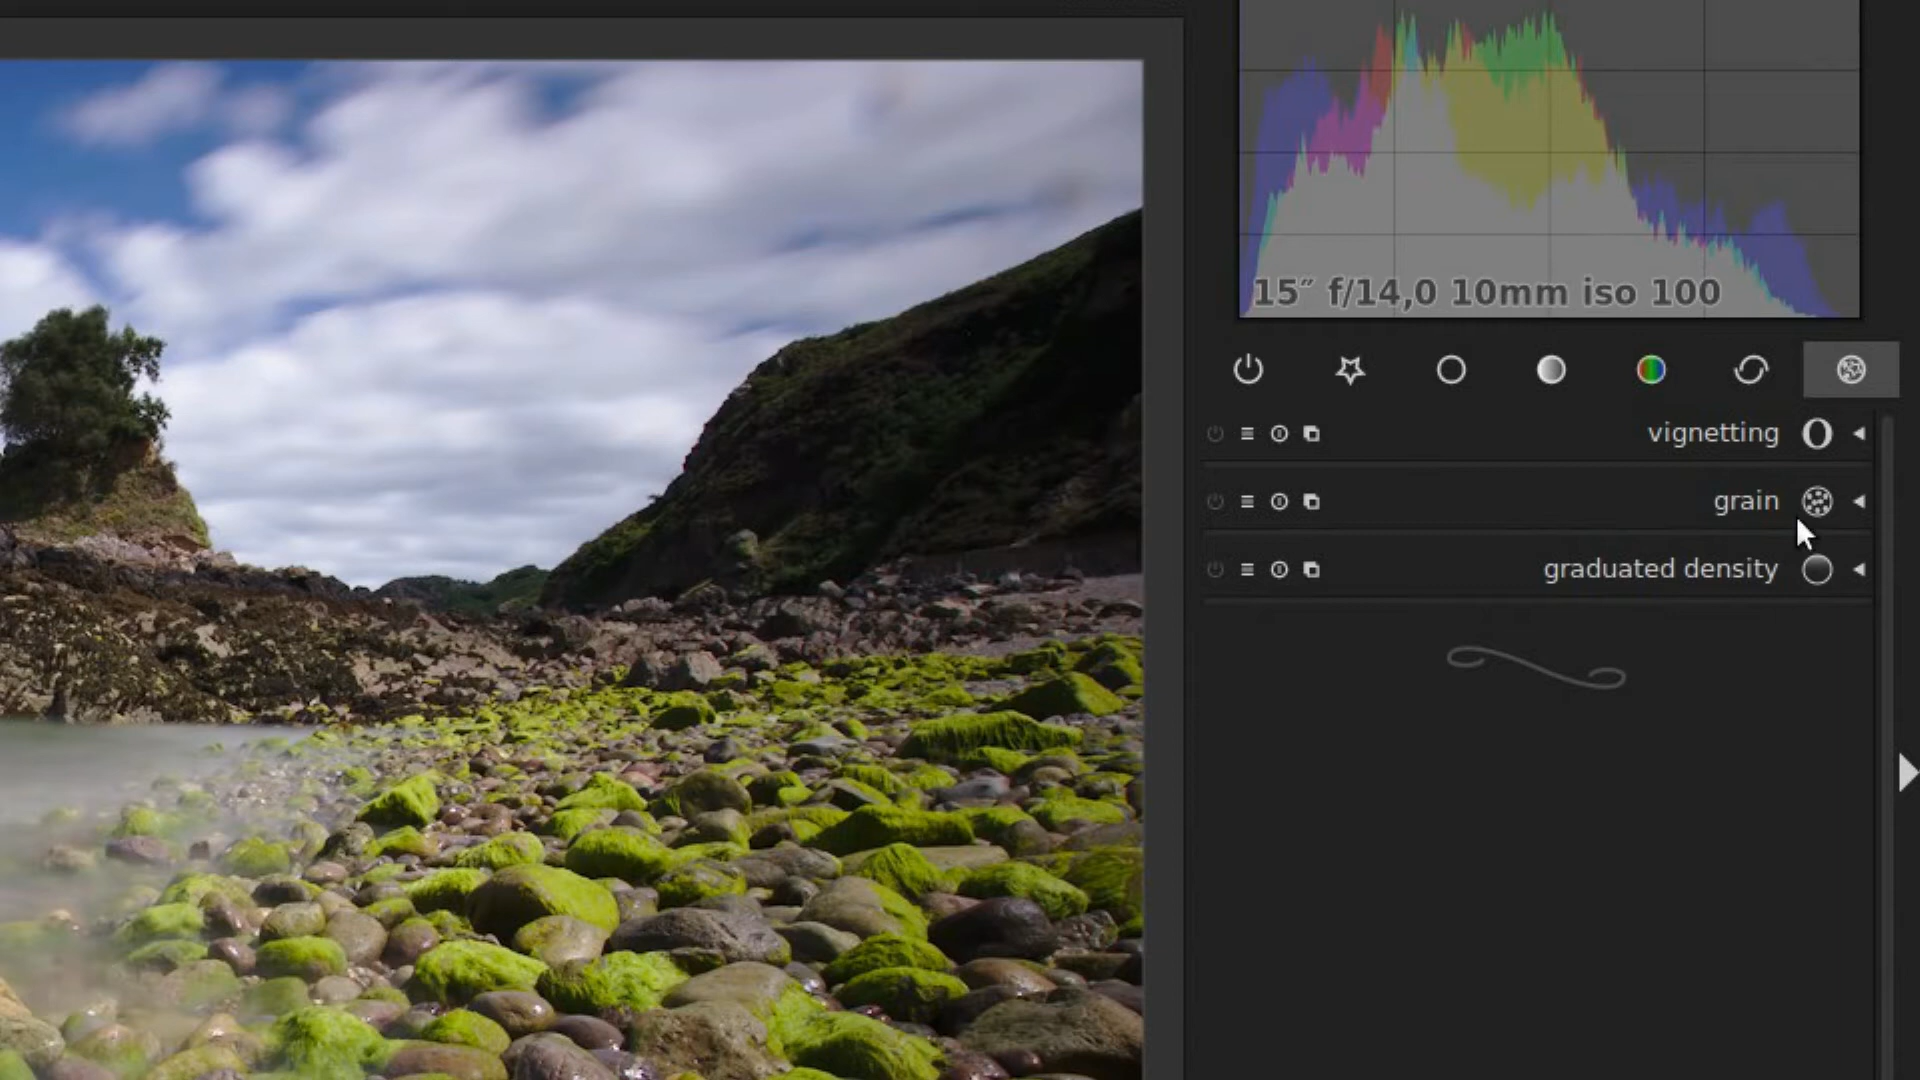 15″ f/14,0 10mm iso 100
vignetting
grain
graduated density